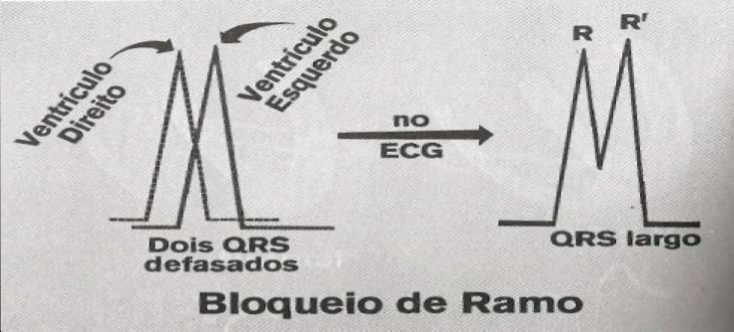 Ventrículo
Direito
Ventrículo
Esquerdo
Dois QRS
defasados
no
ECG
R
R'
QRS largo
Bloqueio de Ramo